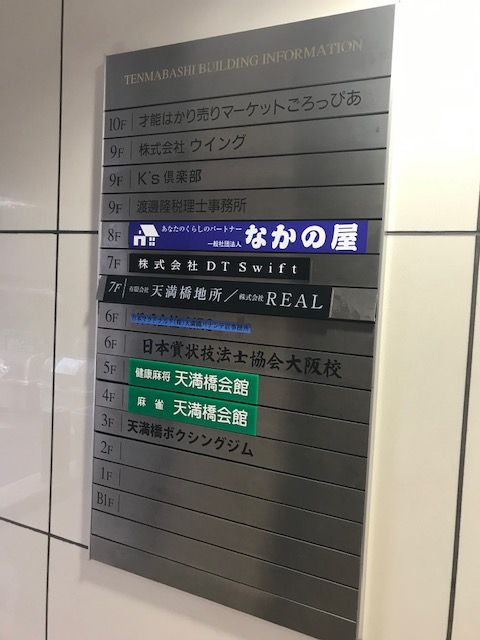 TENMABASHI BUILDING INFORMATION
10F 才能はかり売りマーケットごろっぴあ
9F 株式会社 ウイング
9F K's 倶楽部
9F 渡邊隆税理士事務所
8F あなたのくらしのパートナー 一般社団法人 なかの屋
7F 株式会社 DT Swift
7F 有限会社 天満橋地所／株式会社 REAL
6F
6F 日本賞状技法士協会大阪校
5F 健康麻将 天満橋会館
4F 麻雀 天満橋会館
3F 天満橋ボクシングジム
2F
1F
B1F